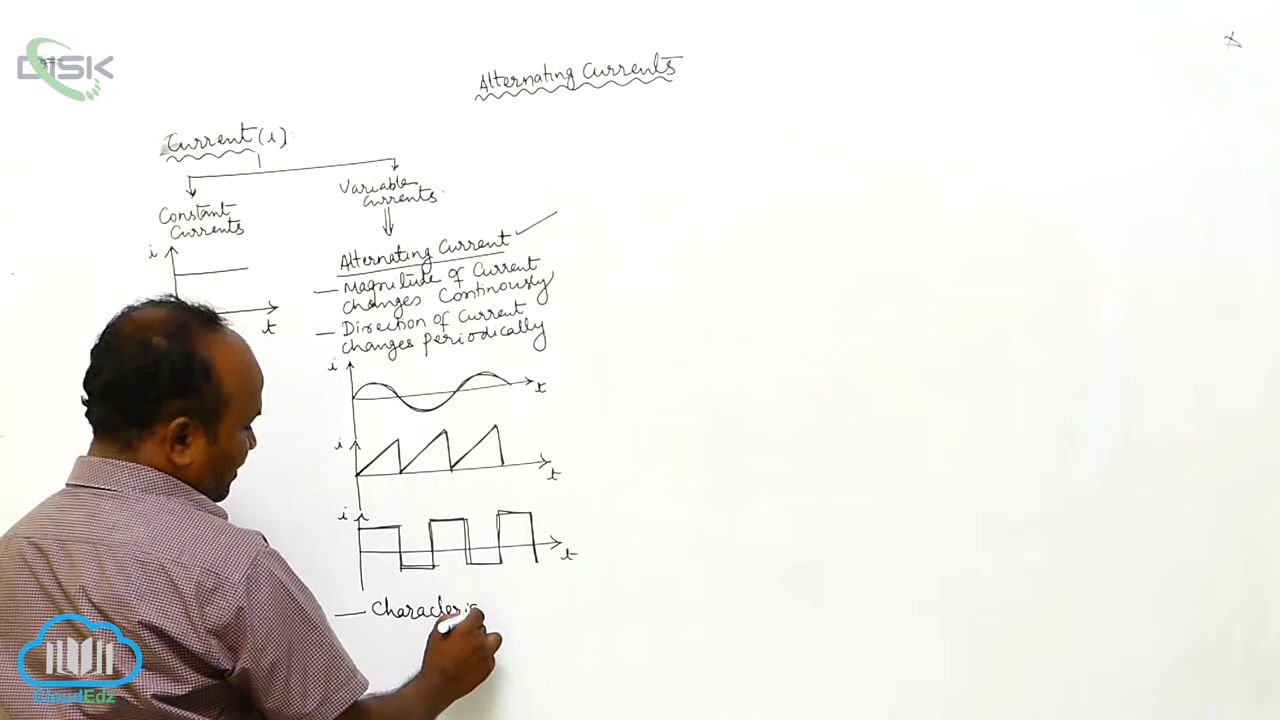 DISK
Alternating Currents
Current (i)
Constant
Currents
Variable
Currents
i
t
Alternating Current
— Magnitude of Current
changes Continously
— Direction of Current
changes periodically
i
t
i
t
i
t
— Characteris
CloudEdz